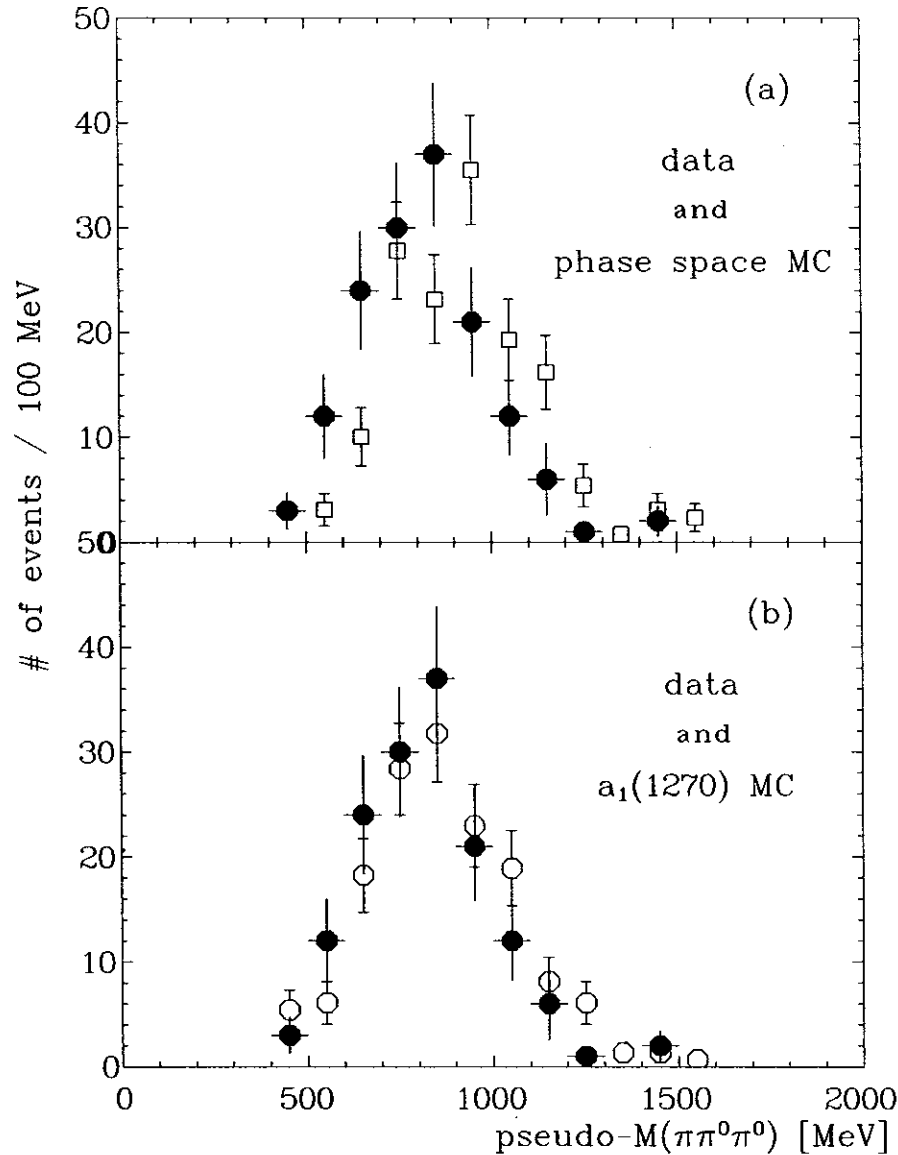 50
(a)
40
data
and
30
phase space MC
20
10
50
# of events / 100 MeV
(b)
40
data
and
30
a₁(1270) MC
20
10
0
0 500 1000 1500 2000
pseudo-M(ππ⁰π⁰) [MeV]